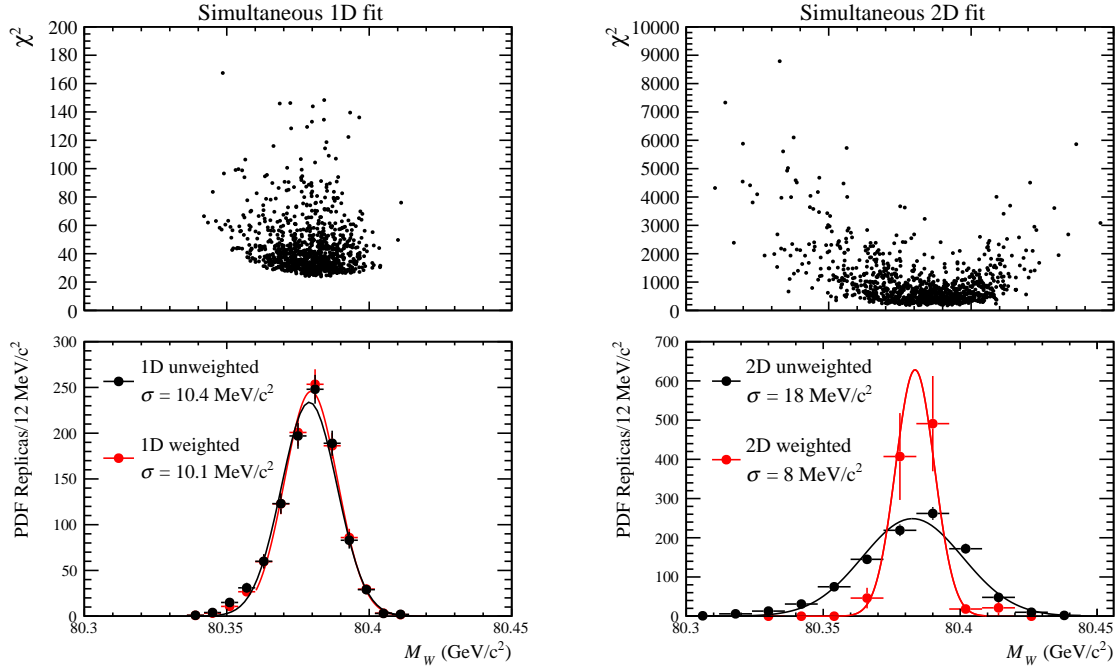 Simultaneous 1D fit
χ²
200
180
160
140
120
100
80
60
40
20
0
Simultaneous 2D fit
χ²
10000
9000
8000
7000
6000
5000
4000
3000
2000
1000
0
PDF Replicas/12 MeV/c²
300
250
200
150
100
50
0
1D unweighted
σ = 10.4 MeV/c²
1D weighted
σ = 10.1 MeV/c²
80.3
80.35
80.4
80.45
M_W (GeV/c²)
PDF Replicas/12 MeV/c²
700
600
500
400
300
200
100
0
2D unweighted
σ = 18 MeV/c²
2D weighted
σ = 8 MeV/c²
80.3
80.35
80.4
80.45
M_W (GeV/c²)